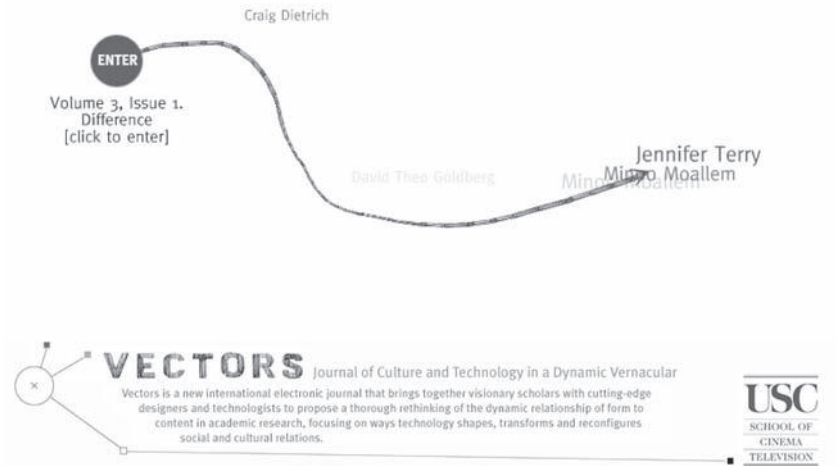 Craig Dietrich
ENTER
Volume 3, Issue 1.
Difference
[click to enter]
David Theo Goldberg
Jennifer Terry
Minoo Moallem
Minoo Moallem
VECTORS Journal of Culture and Technology in a Dynamic Vernacular
Vectors is a new international electronic journal that brings together visionary scholars with cutting-edge
designers and technologists to propose a thorough rethinking of the dynamic relationship of form to
content in academic research, focusing on ways technology shapes, transforms and reconfigures
social and cultural relations.
USC
SCHOOL OF
CINEMA
TELEVISION